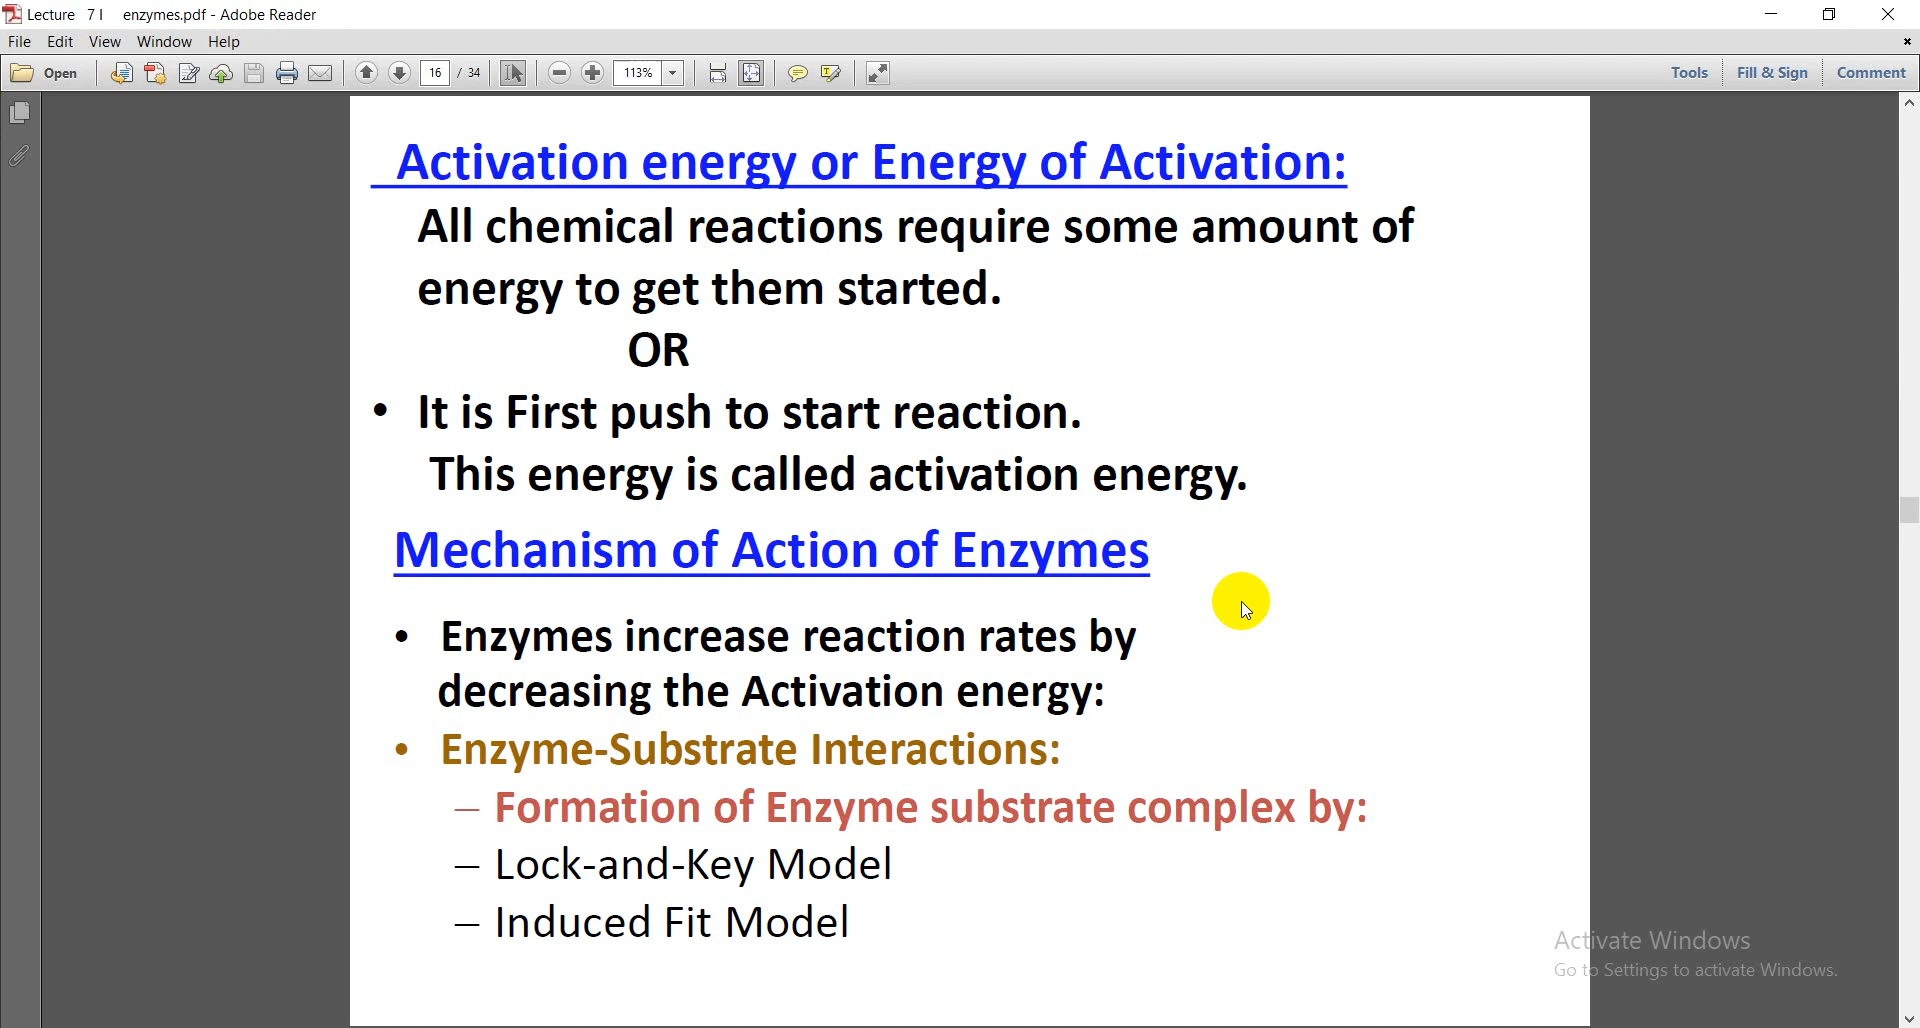 Lecture 7 I enzymes.pdf - Adobe Reader
File Edit View Window Help
Open 16 / 34 113% Tools Fill & Sign Comment
Activation energy or Energy of Activation:
All chemical reactions require some amount of
energy to get them started.
OR
• It is First push to start reaction.
This energy is called activation energy.
Mechanism of Action of Enzymes
• Enzymes increase reaction rates by
decreasing the Activation energy:
• Enzyme-Substrate Interactions:
– Formation of Enzyme substrate complex by:
– Lock-and-Key Model
– Induced Fit Model
Activate Windows
Go to Settings to activate Windows.